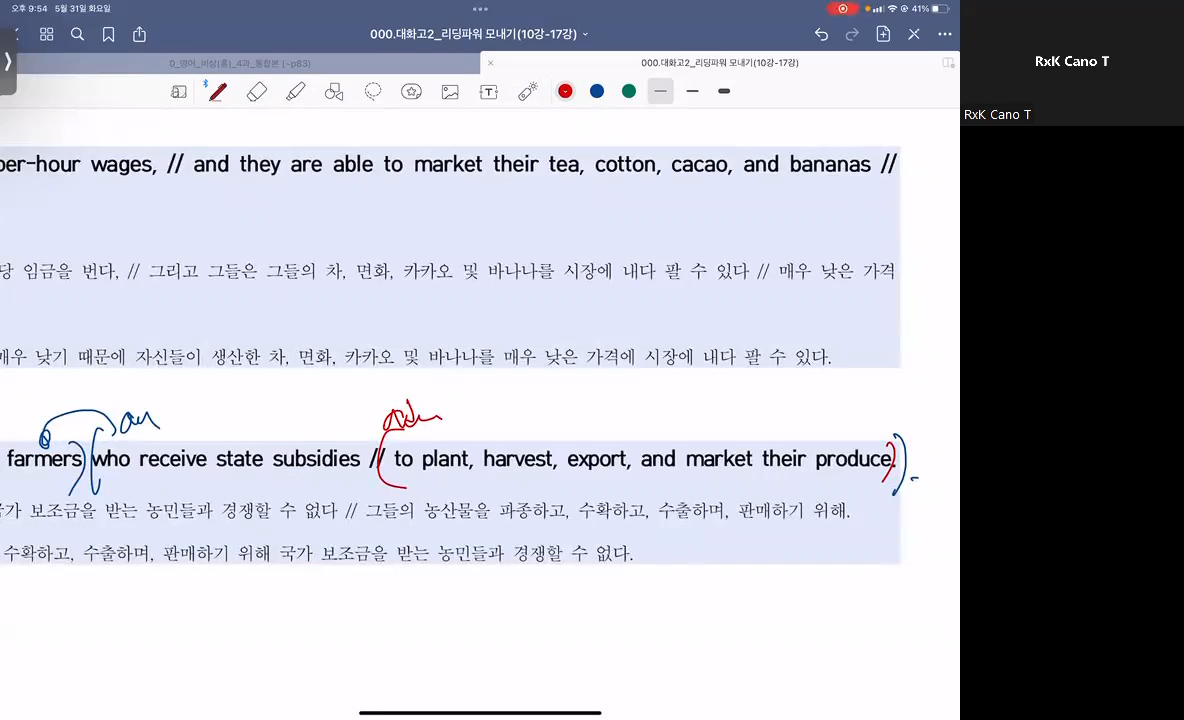 오후 9:54 5월 31일 화요일
41%
000.대화고2_리딩파워 모내기(10강-17강)
0_영어_비상(홍)_4과_통합본 (~p83)
000.대화고2_리딩파워 모내기(10강-17강)
T
RxK Cano T
RxK Cano T
per-hour wages, // and they are able to market their tea, cotton, cacao, and bananas //
당 임금을 번다, // 그리고 그들은 그들의 차, 면화, 카카오 및 바나나를 시장에 내다 팔 수 있다 // 매우 낮은 가격
매우 낮기 때문에 자신들이 생산한 차, 면화, 카카오 및 바나나를 매우 낮은 가격에 시장에 내다 팔 수 있다.
farmers who receive state subsidies // to plant, harvest, export, and market their produce.
국가 보조금을 받는 농민들과 경쟁할 수 없다 // 그들의 농산물을 파종하고, 수확하고, 수출하며, 판매하기 위해.
수확하고, 수출하며, 판매하기 위해 국가 보조금을 받는 농민들과 경쟁할 수 없다.